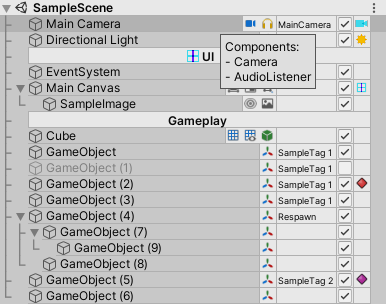 SampleScene
Main Camera MainCamera
Directional Light
Components:
- Camera
- AudioListener
UI
EventSystem
Main Canvas
SampleImage
Gameplay
Cube
GameObject SampleTag 1
GameObject (1)
GameObject (2) SampleTag 1
GameObject (3) SampleTag 1
GameObject (4) Respawn
GameObject (7)
GameObject (9)
GameObject (8)
GameObject (5) SampleTag 2
GameObject (6)